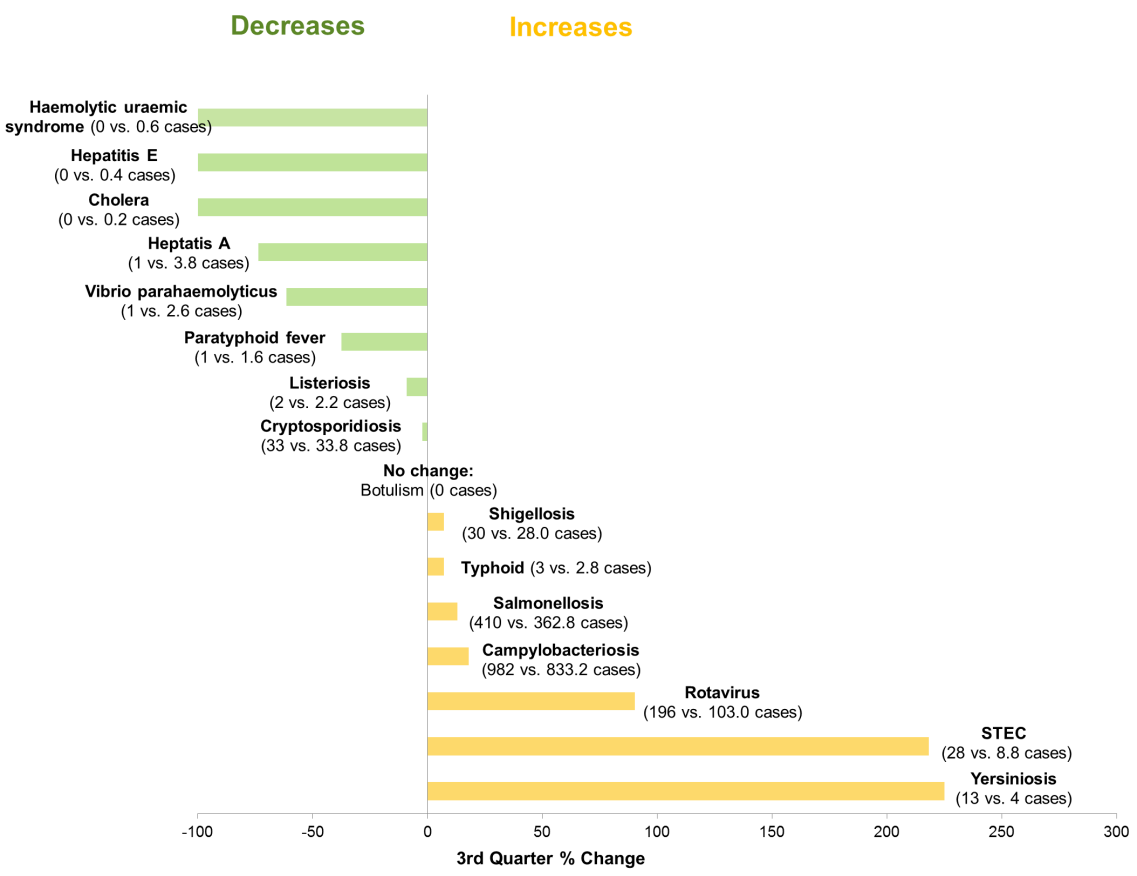 Decreases
Increases
Haemolytic uraemic
syndrome (0 vs. 0.6 cases)
Hepatitis E
(0 vs. 0.4 cases)
Cholera
(0 vs. 0.2 cases)
Heptatis A
(1 vs. 3.8 cases)
Vibrio parahaemolyticus
(1 vs. 2.6 cases)
Paratyphoid fever
(1 vs. 1.6 cases)
Listeriosis
(2 vs. 2.2 cases)
Cryptosporidiosis
(33 vs. 33.8 cases)
No change:
Botulism (0 cases)
Shigellosis
(30 vs. 28.0 cases)
Typhoid (3 vs. 2.8 cases)
Salmonellosis
(410 vs. 362.8 cases)
Campylobacteriosis
(982 vs. 833.2 cases)
Rotavirus
(196 vs. 103.0 cases)
STEC
(28 vs. 8.8 cases)
Yersiniosis
(13 vs. 4 cases)
-100 -50 0 50 100 150 200 250 300
3rd Quarter % Change